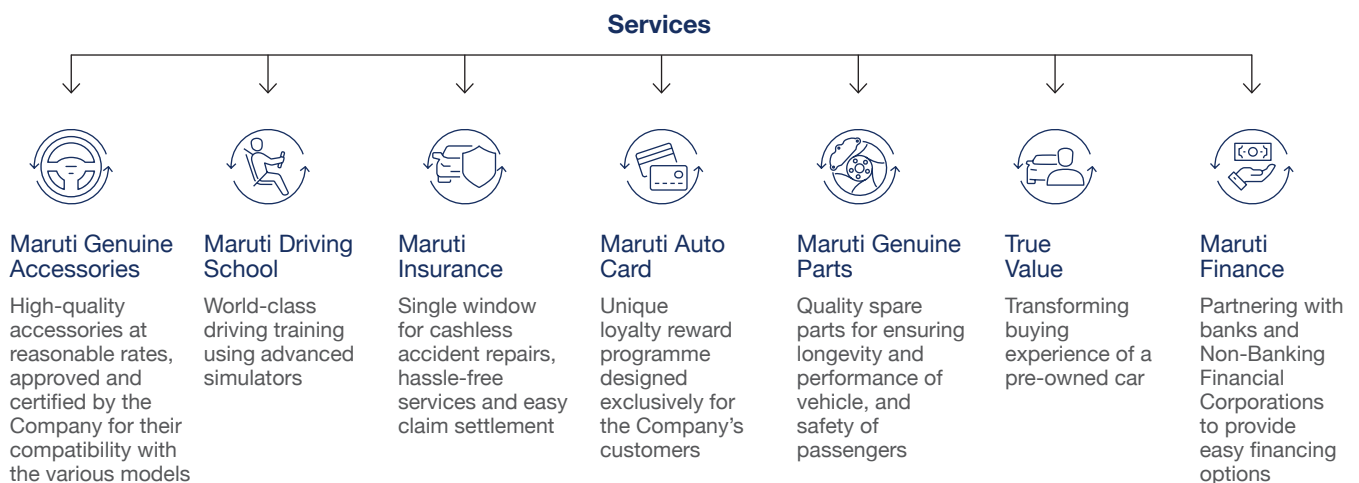 Services
Maruti Genuine
Accessories
High-quality
accessories at
reasonable rates,
approved and
certified by the
Company for their
compatibility with
the various models
Maruti Driving
School
World-class
driving training
using advanced
simulators
Maruti
Insurance
Single window
for cashless
accident repairs,
hassle-free
services and easy
claim settlement
Maruti Auto
Card
Unique
loyalty reward
programme
designed
exclusively for
the Company's
customers
Maruti Genuine
Parts
Quality spare
parts for ensuring
longevity and
performance of
vehicle, and
safety of
passengers
True
Value
Transforming
buying
experience of a
pre-owned car
Maruti
Finance
Partnering with
banks and
Non-Banking
Financial
Corporations
to provide
easy financing
options